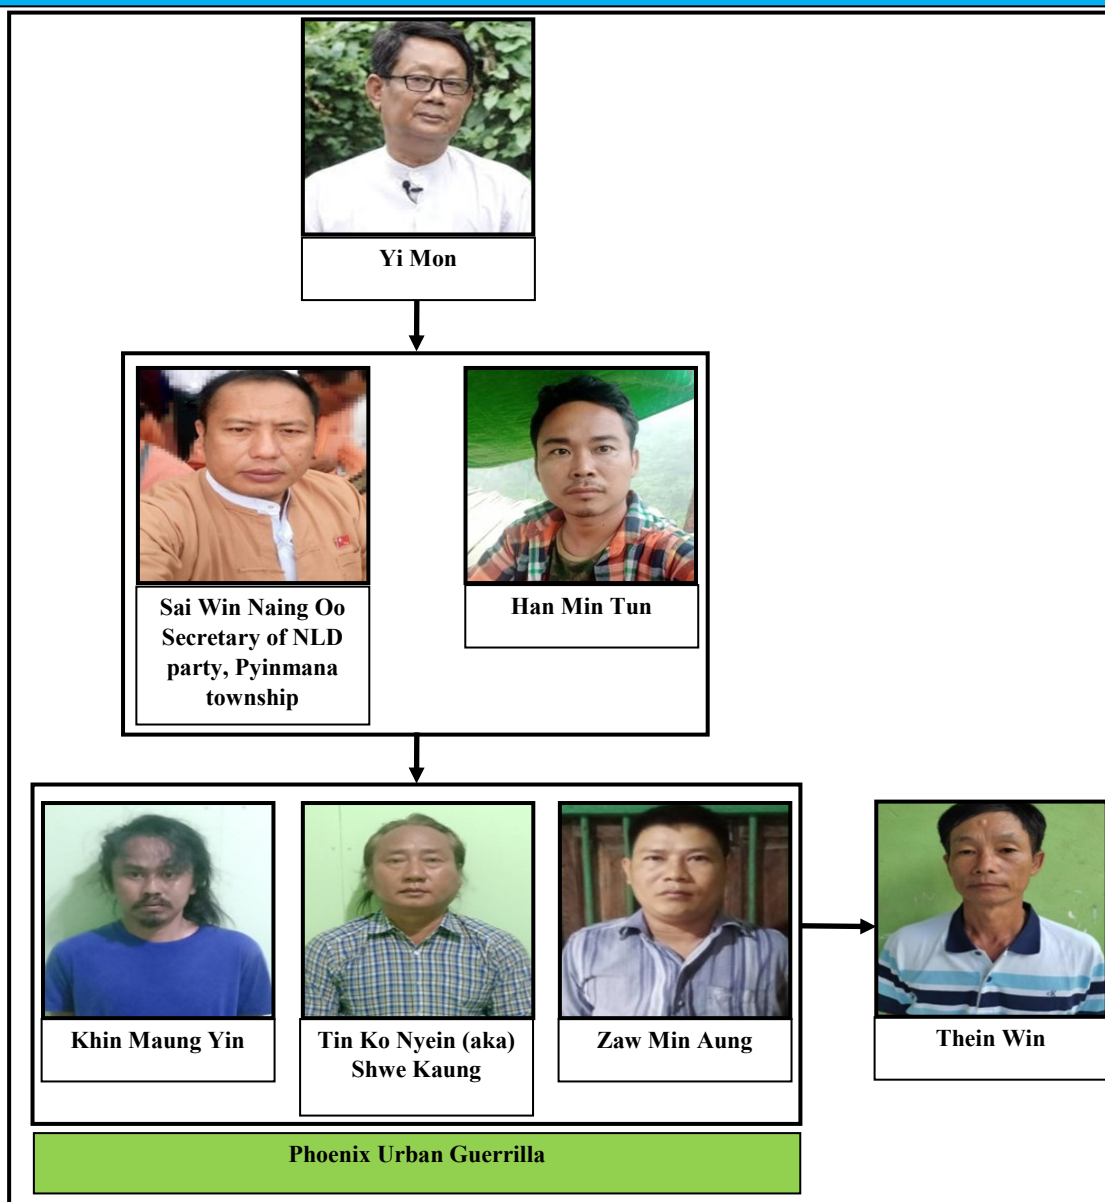 Yi Mon
Sai Win Naing Oo
Secretary of NLD
party, Pyinmana
township
Han Min Tun
Khin Maung Yin
Tin Ko Nyein (aka)
Shwe Kaung
Zaw Min Aung
Thein Win
Phoenix Urban Guerrilla